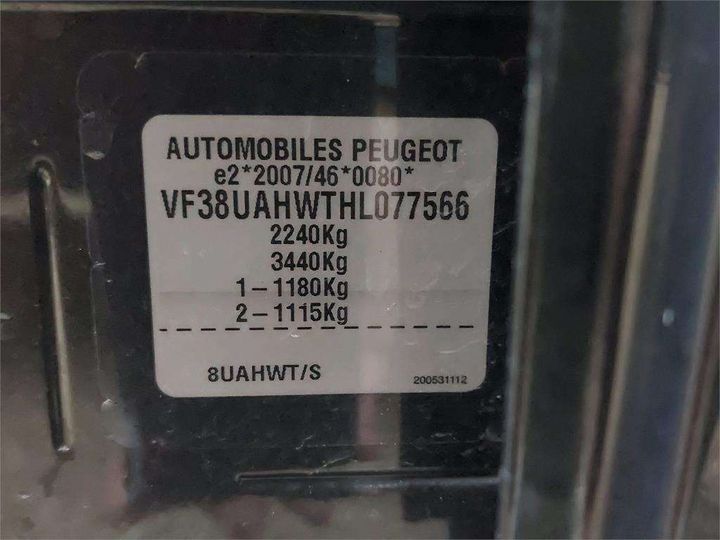 AUTOMOBILES PEUGEOT
e2*2007/46*0080*
VF38UAHWTHL077566
2240Kg
3440Kg
1-1180Kg
2-1115Kg
8UAHWT/S
200531112